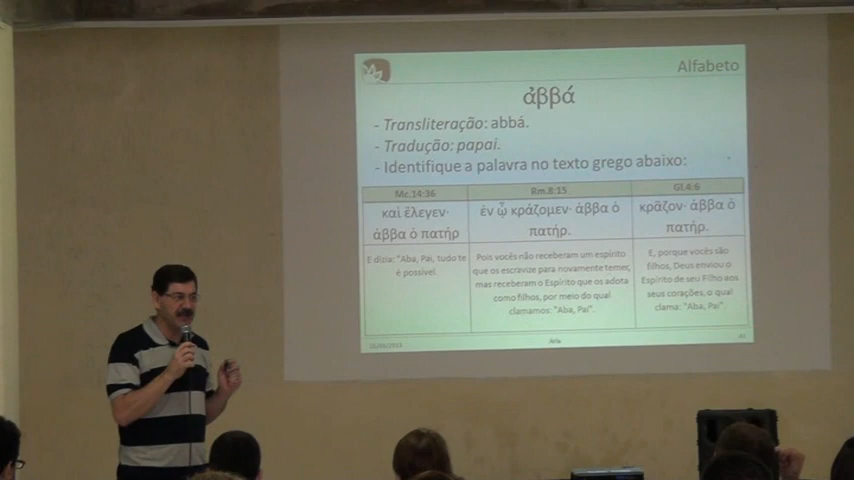 Alfabeto
ἀββά
- Transliteração: abbá.
- Tradução: papai.
- Identifique a palavra no texto grego abaixo:
Mc.14:36
καὶ ἔλεγεν·
ἀββα ὁ πατήρ
E dizia: "Aba, Pai, tudo te
é possível.
Rm.8:15
ἐν ᾧ κράζομεν· ἀββα ὁ
πατήρ.
Pois vocês não receberam um espírito
que os escravize para novamente temer,
mas receberam o Espírito que os adota
como filhos, por meio do qual
clamamos: "Aba, Pai".
Gl.4:6
κρᾶζον· ἀββα ὁ
πατήρ.
E, porque vocês são
filhos, Deus enviou o
Espírito de seu Filho aos
seus corações, o qual
clama: "Aba, Pai".